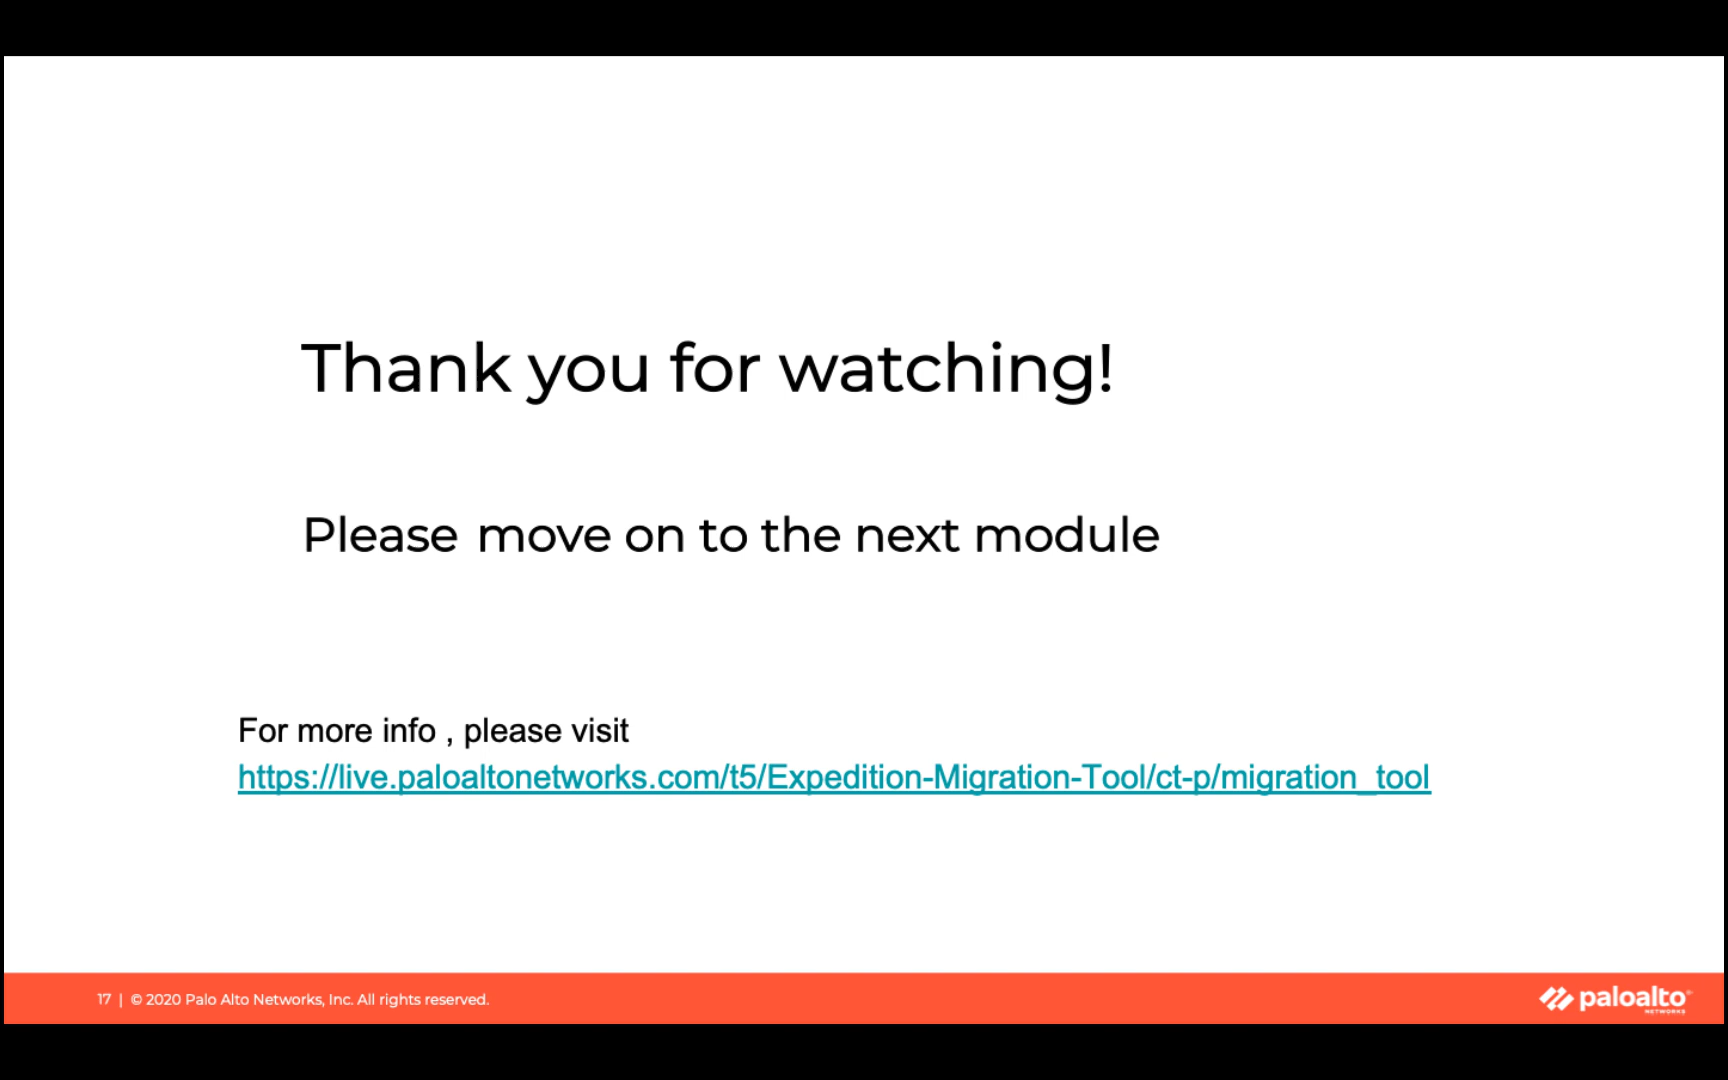 Thank you for watching!
Please move on to the next module
For more info , please visit
https://live.paloaltonetworks.com/t5/Expedition-Migration-Tool/ct-p/migration_tool
17 | © 2020 Palo Alto Networks, Inc. All rights reserved.
paloalto
NETWORKS